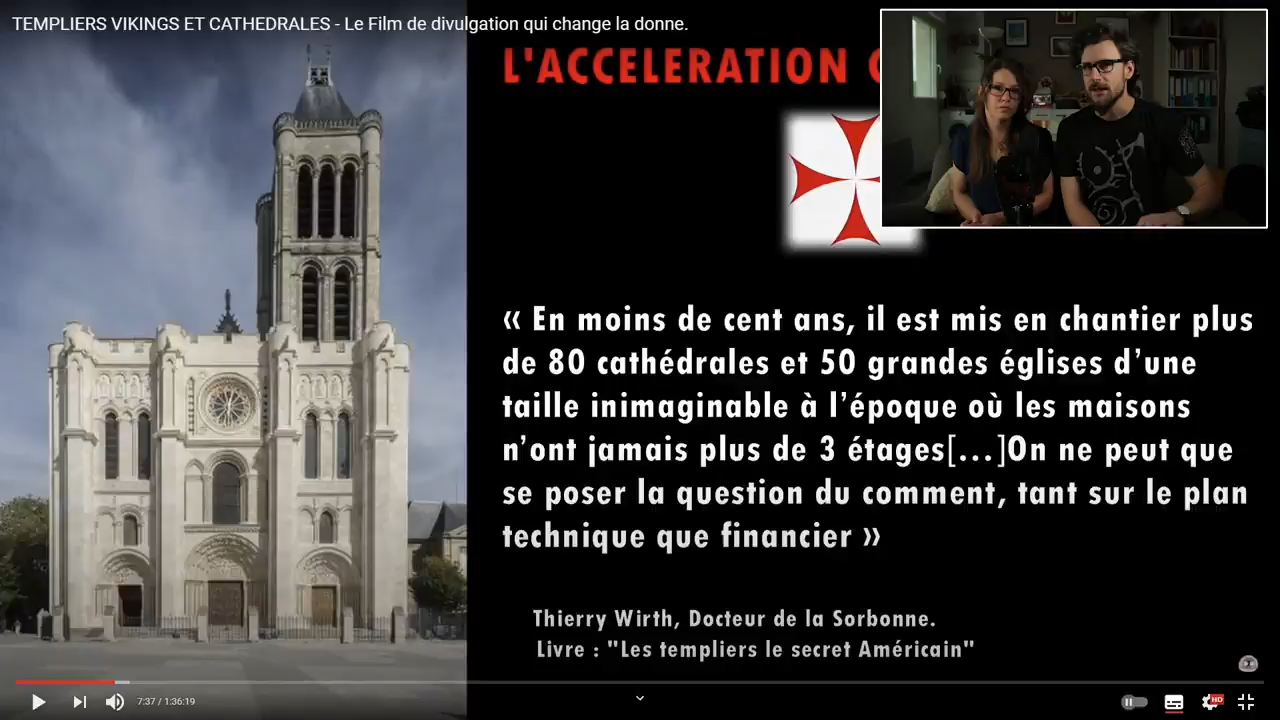 TEMPLIERS VIKINGS ET CATHEDRALES - Le Film de divulgation qui change la donne.
L'ACCELERATION
« En moins de cent ans, il est mis en chantier plus
de 80 cathédrales et 50 grandes églises d'une
taille inimaginable à l'époque où les maisons
n'ont jamais plus de 3 étages[...]On ne peut que
se poser la question du comment, tant sur le plan
technique que financier »
Thierry Wirth, Docteur de la Sorbonne.
Livre : "Les templiers le secret Américain"
7:37 / 1:36:19
HD